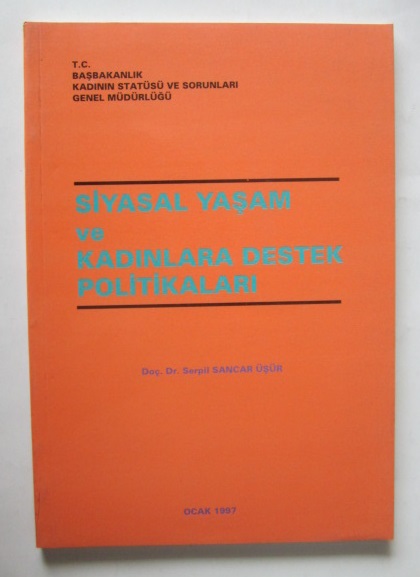 T.C.
BAŞBAKANLIK
KADININ STATÜSÜ VE SORUNLARI
GENEL MÜDÜRLÜĞÜ
SİYASAL YAŞAM
ve
KADINLARA DESTEK
POLİTİKALARI
Doç. Dr. Serpil SANCAR ÜŞÜR
OCAK 1997